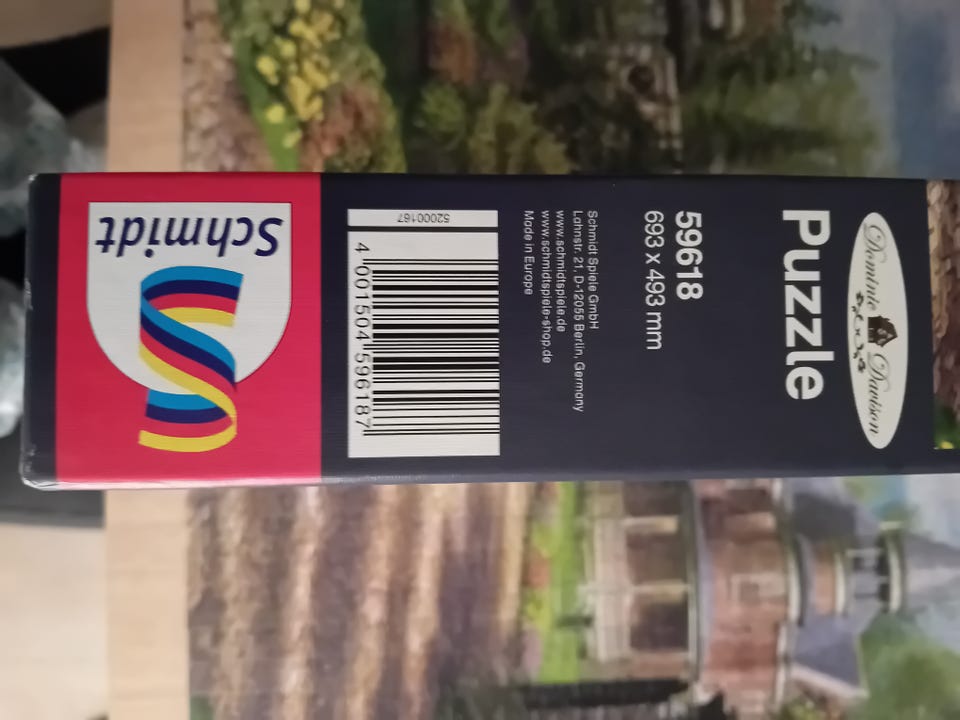 Dominic
Davison
Puzzle
59618
693 x 493 mm
Schmidt Spiele GmbH
Lahnstr. 21, D-12055 Berlin, Germany
www.schmidtspiele.de
www.schmidtspiele-shop.de
Made in Europe
52000167
4 001504 596187
Schmidt